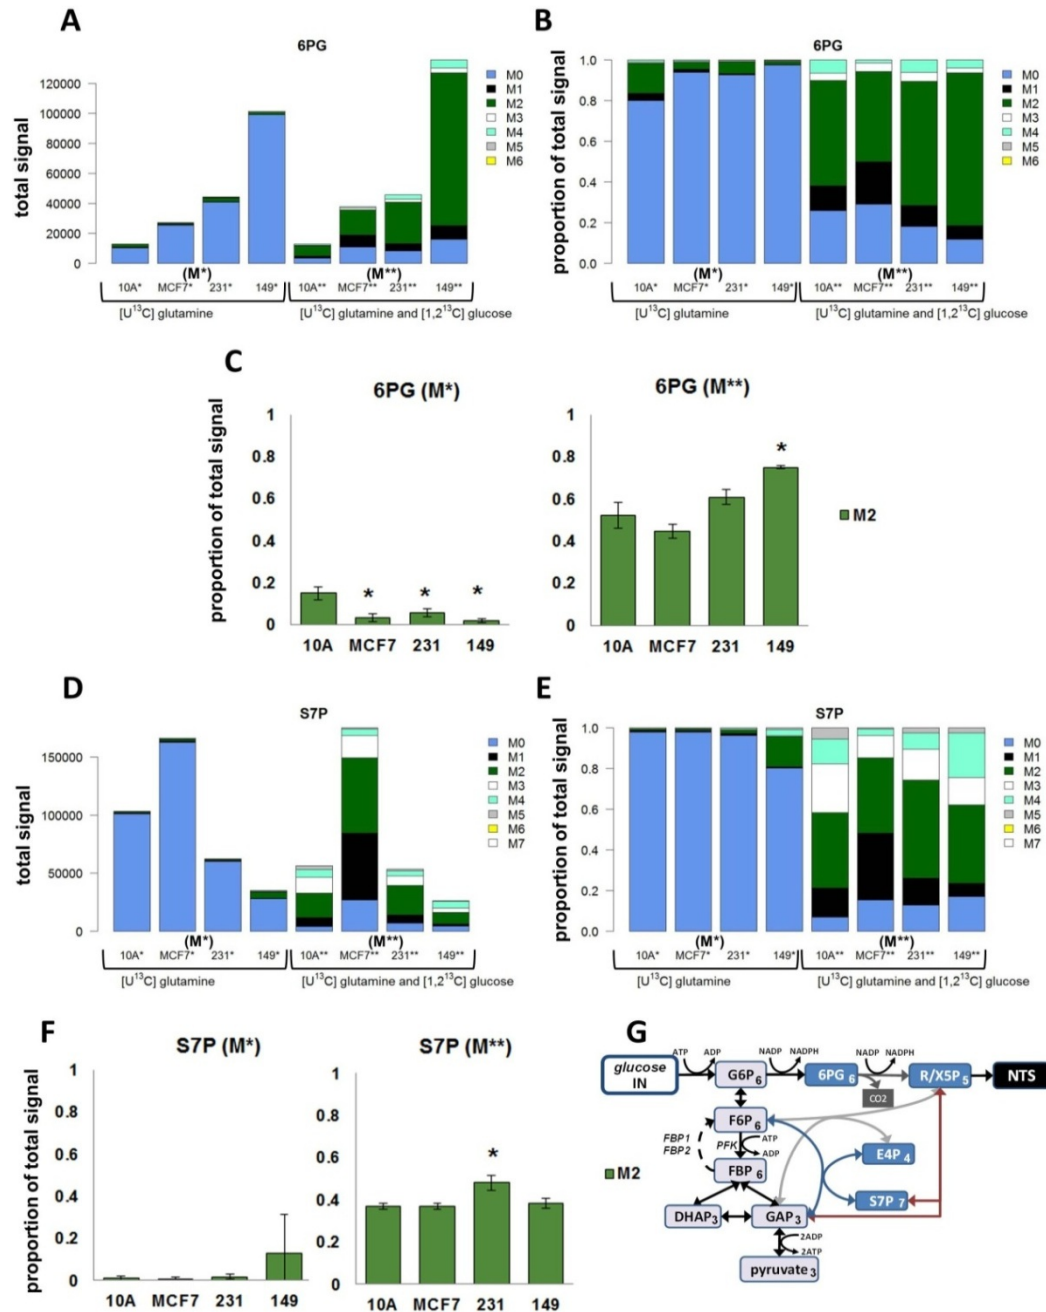 A
6PG
total signal
120000
100000
80000
60000
40000
20000
0
M0
M1
M2
M3
M4
M5
M6
(M*)
(M**)
10A* MCF7* 231* 149* 10A** MCF7** 231** 149**
[U¹³C] glutamine
[U¹³C] glutamine and [1,2¹³C] glucose
B
6PG
proportion of total signal
1.0
0.8
0.6
0.4
0.2
0.0
M0
M1
M2
M3
M4
M5
M6
(M*)
(M**)
10A* MCF7* 231* 149* 10A** MCF7** 231** 149**
[U¹³C] glutamine
[U¹³C] glutamine and [1,2¹³C] glucose
C
6PG (M*)
proportion of total signal
1
0.8
0.6
0.4
0.2
0
* * *
10A MCF7 231 149
6PG (M**)
1
0.8
0.6
0.4
0.2
0
*
10A MCF7 231 149
M2
D
S7P
total signal
150000
100000
50000
0
M0
M1
M2
M3
M4
M5
M6
M7
(M*)
(M**)
10A* MCF7* 231* 149* 10A** MCF7** 231** 149**
[U¹³C] glutamine
[U¹³C] glutamine and [1,2¹³C] glucose
E
S7P
proportion of total signal
1.0
0.8
0.6
0.4
0.2
0.0
M0
M1
M2
M3
M4
M5
M6
M7
(M*)
(M**)
10A* MCF7* 231* 149* 10A** MCF7** 231** 149**
[U¹³C] glutamine
[U¹³C] glutamine and [1,2¹³C] glucose
F
S7P (M*)
proportion of total signal
1
0.8
0.6
0.4
0.2
0
10A MCF7 231 149
S7P (M**)
1
0.8
0.6
0.4
0.2
0
*
10A MCF7 231 149
M2
G
ATP ADP NADP NADPH NADP NADPH
glucose
IN
G6P₆
6PG₆
R/X5P₅
NTS
CO2
F6P₆
FBP1
FBP2
PFK
ATP
ADP
E4P₄
FBP₆
S7P₇
DHAP₃
GAP₃
2ADP
2ATP
pyruvate₃